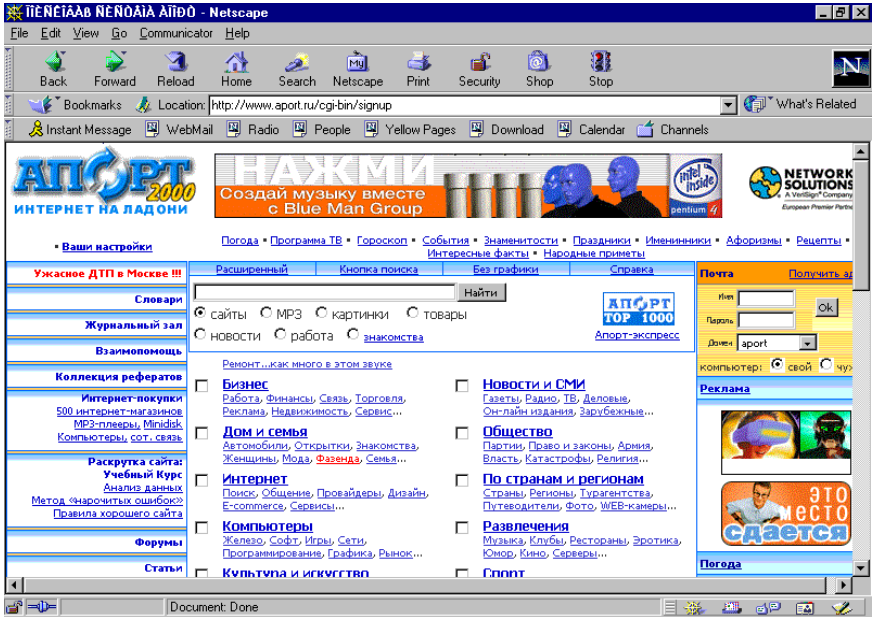 ÏÎÈÑÊÎÂÀß ÑÈÑÒÅÌÀ ÀÏÎÐÒ - Netscape
File Edit View Go Communicator Help
Back Forward Reload Home Search Netscape Print Security Shop Stop
My
N
Bookmarks Location: http://www.aport.ru/cgi-bin/signup What's Related
Instant Message WebMail Radio People Yellow Pages Download Calendar Channels
АПОРТ
2000
ИНТЕРНЕТ НА ЛАДОНИ
НАЖМИ
Создай музыку вместе
с Blue Man Group
intel
inside
pentium 4
NETWORK
SOLUTIONS
A VeriSign Company
European Premier Partne
• Ваши настройки
Погода • Программа ТВ • Гороскоп • События • Знаменитости • Праздники • Именинники • Афоризмы • Рецепты •
Интересные факты • Народные приметы
Ужасное ДТП в Москве !!!
Словари
Журнальный зал
Взаимопомощь
Коллекция рефератов
Интернет-покупки
500 интернет-магазинов
MP3-плееры, Minidisk
Компьютеры, сот. связь
Раскрутка сайта:
Учебный Курс
Анализ данных
Метод «нарочитых ошибок»
Правила хорошего сайта
Форумы
Статьи
Расширенный Кнопка поиска Без графики Справка
Найти
сайты MP3 картинки товары
новости работа знакомства
АПОРТ
TOP 1000
Апорт-экспресс
Ремонт...как много в этом звуке
Бизнес
Работа, Финансы, Связь, Торговля,
Реклама, Недвижимость, Сервис...
Дом и семья
Автомобили, Открытки, Знакомства,
Женщины, Мода, Фазенда, Семья...
Интернет
Поиск, Общение, Провайдеры, Дизайн,
E-commerce, Сервисы...
Компьютеры
Железо, Софт, Игры, Сети,
Программирование, Графика, Рынок...
Культура и искусство
Новости и СМИ
Газеты, Радио, ТВ, Деловые,
Он-лайн издания, Зарубежные...
Общество
Партии, Право и законы, Армия,
Власть, Катастрофы, Религия...
По странам и регионам
Страны, Регионы, Турагентства,
Путеводители, Фото, WEB-камеры...
Развлечения
Музыка, Клубы, Рестораны, Эротика,
Юмор, Кино, Серверы...
Спорт
Почта Получить ад
Имя
Пароль
Ok
Домен aport
компьютер: свой чуж
Реклама
это
место
сдается
Погода
Document: Done